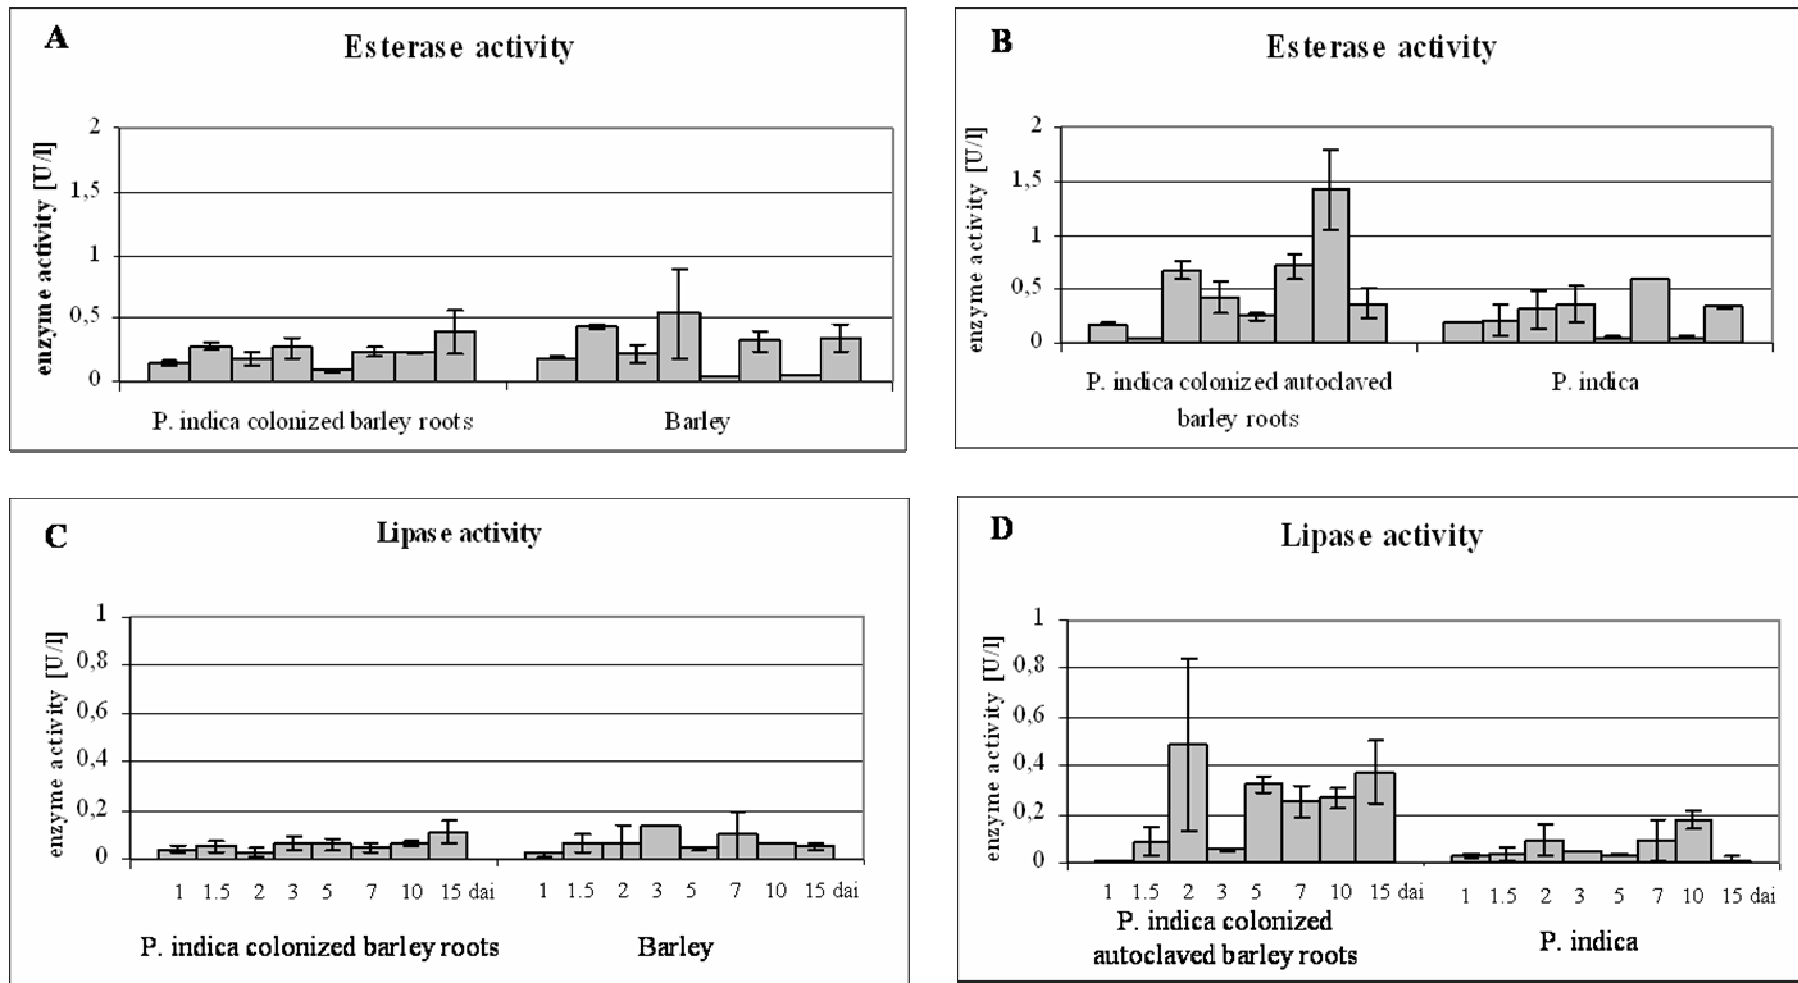 A
Esterase activity
enzyme activity [U/l]
2
1,5
1
0,5
0
P. indica colonized barley roots
Barley
B
Esterase activity
enzyme activity [U/l]
2
1,5
1
0,5
0
P. indica colonized autoclaved
barley roots
P. indica
C
Lipase activity
enzyme activity [U/l]
1
0,8
0,6
0,4
0,2
0
1 1.5 2 3 5 7 10 15 dai 1 1.5 2 3 5 7 10 15 dai
P. indica colonized barley roots
Barley
D
Lipase activity
enzyme activity [U/l]
1
0,8
0,6
0,4
0,2
0
1 1.5 2 3 5 7 10 15 dai 1 1.5 2 3 5 7 10 15 dai
P. indica colonized
autoclaved barley roots
P. indica